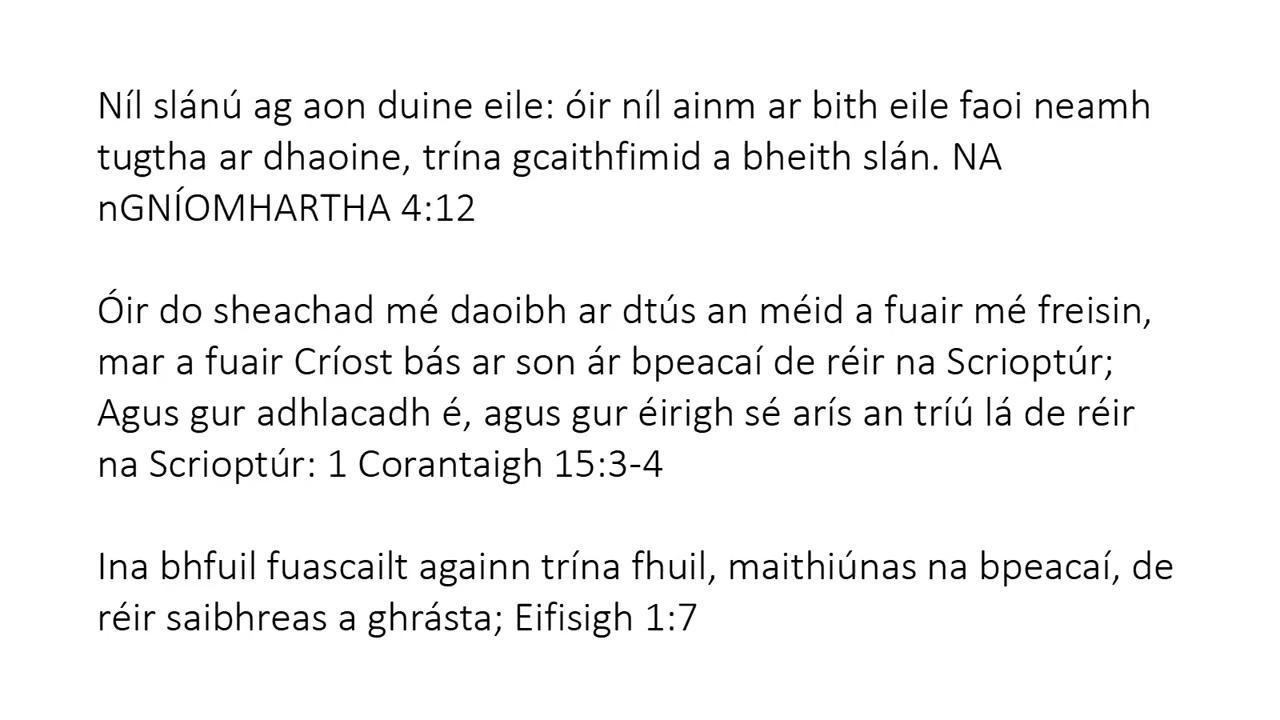 Níl slánú ag aon duine eile: óir níl ainm ar bith eile faoi neamh
tugtha ar dhaoine, trína gcaithfimid a bheith slán. NA
nGNÍOMHARTHA 4:12
Óir do sheachad mé daoibh ar dtús an méid a fuair mé freisin,
mar a fuair Críost bás ar son ár bpeacaí de réir na Scrioptúr;
Agus gur adhlacadh é, agus gur éirigh sé arís an tríú lá de réir
na Scrioptúr: 1 Corantaigh 15:3-4
Ina bhfuil fuascailt againn trína fhuil, maithiúnas na bpeacaí, de
réir saibhreas a ghrásta; Eifisigh 1:7